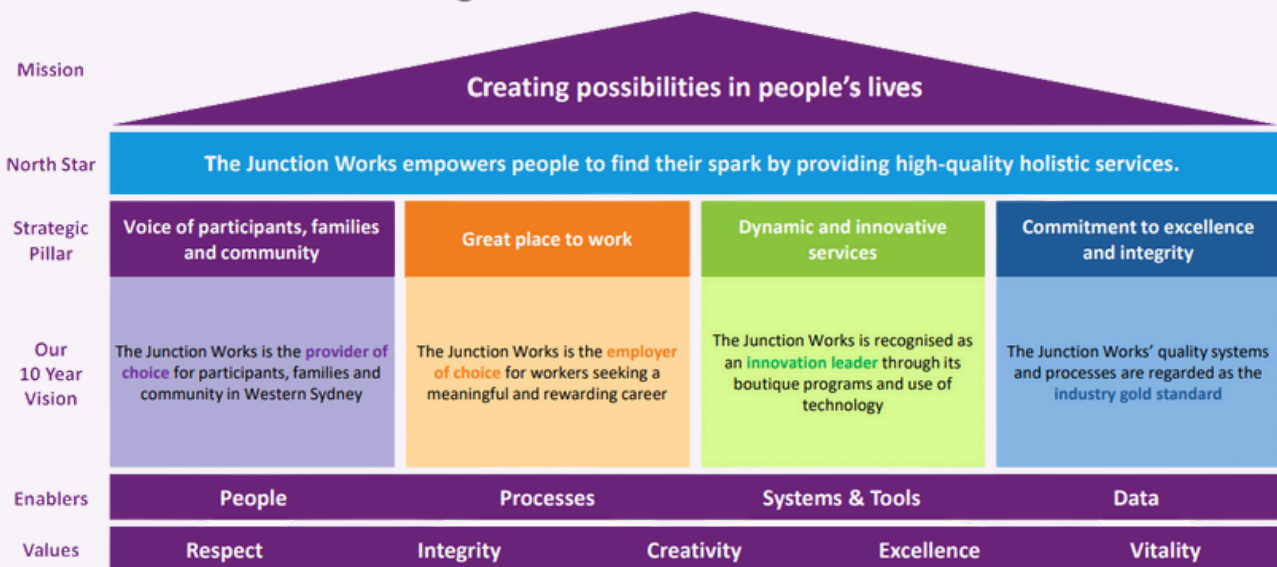 Mission
Creating possibilities in people's lives
North Star
The Junction Works empowers people to find their spark by providing high-quality holistic services.
Strategic
Pillar
Voice of participants, families
and community
Great place to work
Dynamic and innovative
services
Commitment to excellence
and integrity
Our
10 Year
Vision
The Junction Works is the provider of
choice for participants, families and
community in Western Sydney
The Junction Works is the employer
of choice for workers seeking a
meaningful and rewarding career
The Junction Works is recognised as
an innovation leader through its
boutique programs and use of
technology
The Junction Works' quality systems
and processes are regarded as the
industry gold standard
Enablers
People
Processes
Systems & Tools
Data
Values
Respect
Integrity
Creativity
Excellence
Vitality